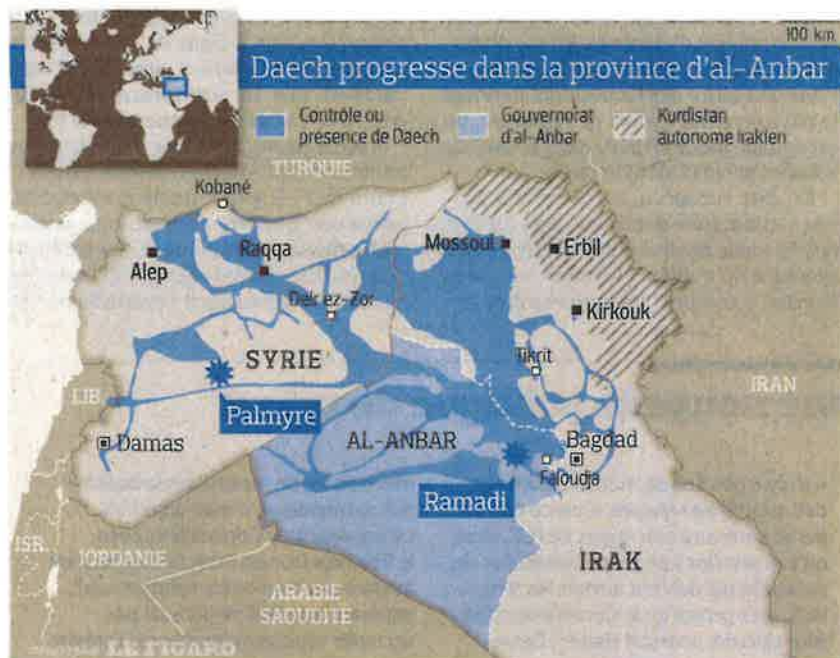 100 km
Daech progresse dans la province d'al-Anbar
Contrôle ou
présence de Daech
Gouvernorat
d'al-Anbar
Kurdistan
autonome irakien
TURQUIE
Kobané
Alep
Raqqa
Deir ez-Zor
Mossoul
Erbil
Kirkouk
SYRIE
Tikrit
IRAN
LIB.
Palmyre
Damas
AL-ANBAR
Bagdad
Faloudja
Ramadi
ISR.
JORDANIE
ARABIE
SAOUDITE
IRAK
LE FIGARO